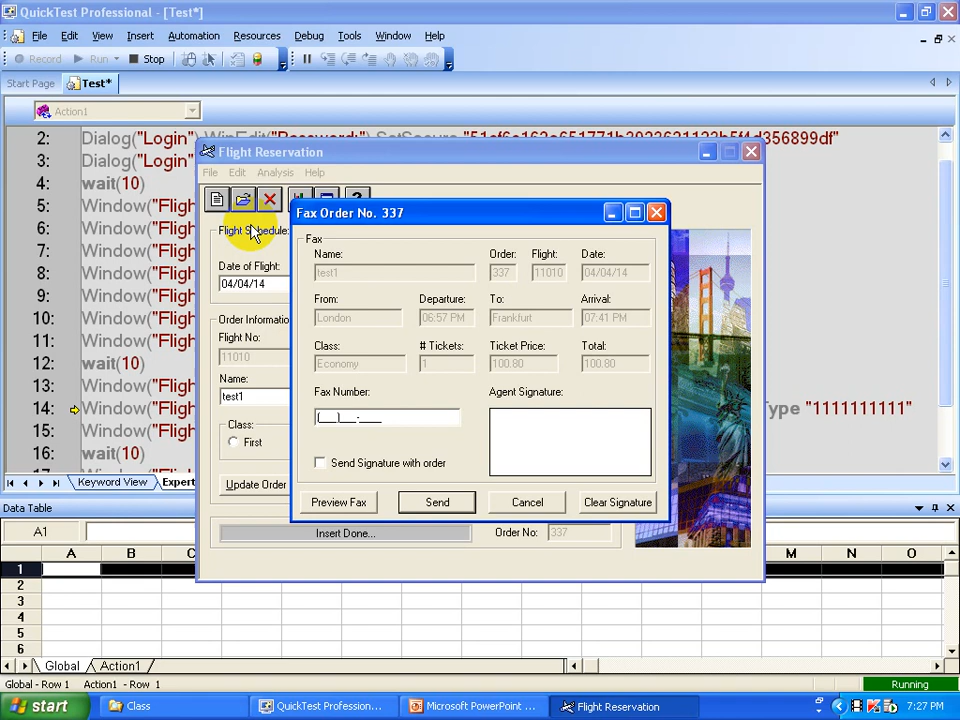 QuickTest Professional - [Test*]
File Edit View Insert Automation Resources Debug Tools Window Help
Record Run Stop
Start Page Test*
Action1
2: Dialog("Login").WinEdit("Password:").SetSecure
3: Dialog("Login")
4: wait(10)
5: Window("Fligh
6: Window("Fligh
7: Window("Fligh
8: Window("Fligh
9: Window("Fligh
10: Window("Fligh
11: Window("Fligh
12: wait(10)
13: Window("Fligh
14: Window("Fligh Type "1111111111"
15: Window("Fligh
16: wait(10)
Keyword View Expert
Flight Reservation
File Edit Analysis Help
Flight Schedule:
Date of Flight:
04/04/14
Order Information
Flight No:
11010
Name:
test1
Class:
First
Update Order
Insert Done...
Order No: 337
Fax Order No. 337
Fax
Name: Order: Flight: Date:
test1 337 11010 04/04/14
From: Departure: To: Arrival:
London 06:57 PM Frankfurt 07:41 PM
Class: # Tickets: Ticket Price: Total:
Economy 1 100.80 100.80
Fax Number: Agent Signature:
(___)___-____
Send Signature with order
Preview Fax Send Cancel Clear Signature
Data Table
A1
A B C M N O
1
2
3
4
5
6
Global Action1
Global - Row 1 Action1 - Row 1 Running
start Class QuickTest Profession... Microsoft PowerPoint ... Flight Reservation 7:27 PM